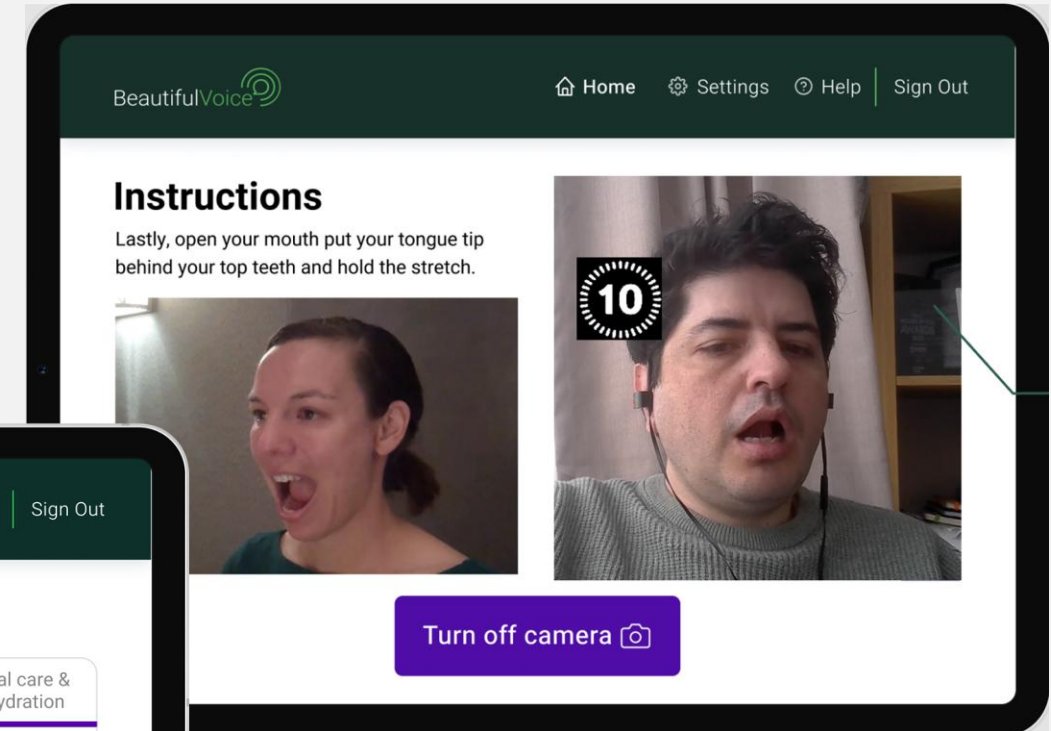 BeautifulVoice
Home Settings Help Sign Out
Instructions
Lastly, open your mouth put your tongue tip
behind your top teeth and hold the stretch.
10
AWARDS
Turn off camera
Sign Out
al care &
ydration